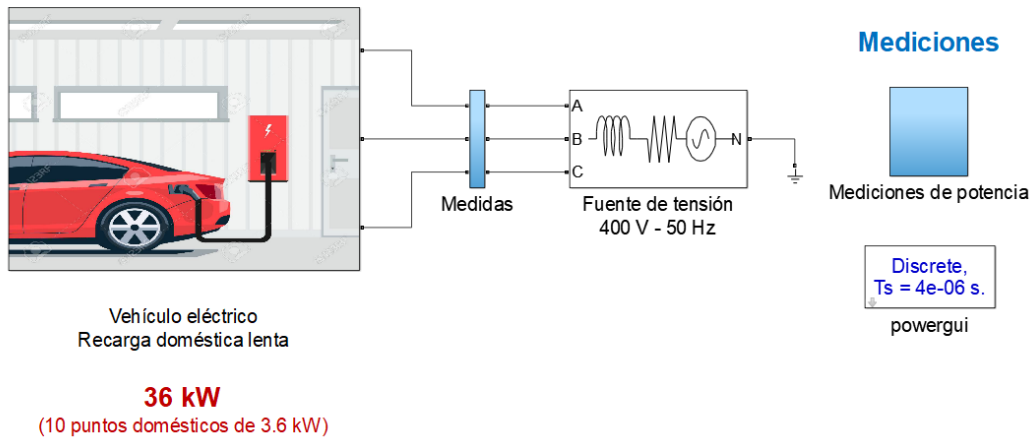 Mediciones
A
B
C
N
Medidas
Fuente de tensión
400 V - 50 Hz
Mediciones de potencia
Discrete,
Ts = 4e-06 s.
powergui
Vehículo eléctrico
Recarga doméstica lenta
36 kW
(10 puntos domésticos de 3.6 kW)